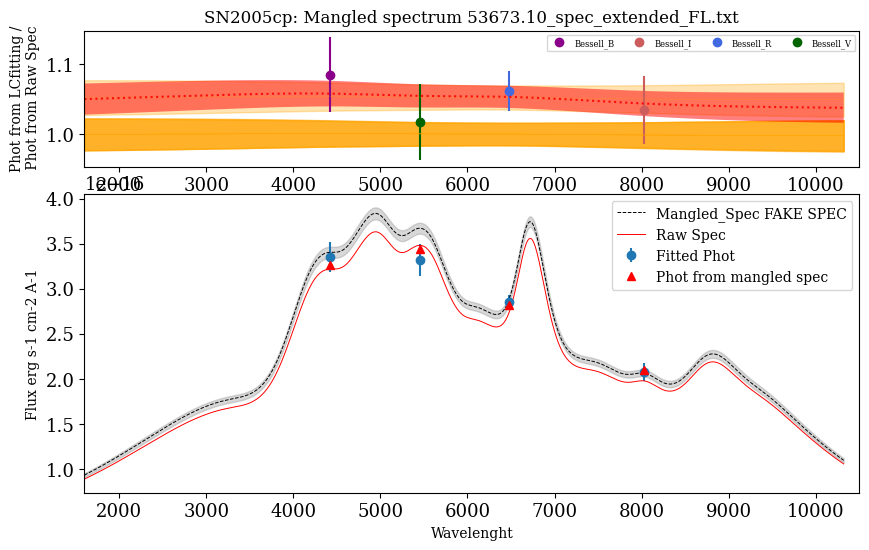 SN2005cp: Mangled spectrum 53673.10_spec_extended_FL.txt
Phot from LCfitting /
Phot from Raw Spec
1.1
1.0
Bessell_B
Bessell_I
Bessell_R
Bessell_V
2000 3000 4000 5000 6000 7000 8000 9000 10000
1e−16
Flux erg s-1 cm-2 A-1
4.0
3.5
3.0
2.5
2.0
1.5
1.0
Mangled_Spec FAKE SPEC
Raw Spec
Fitted Phot
Phot from mangled spec
2000 3000 4000 5000 6000 7000 8000 9000 10000
Wavelenght